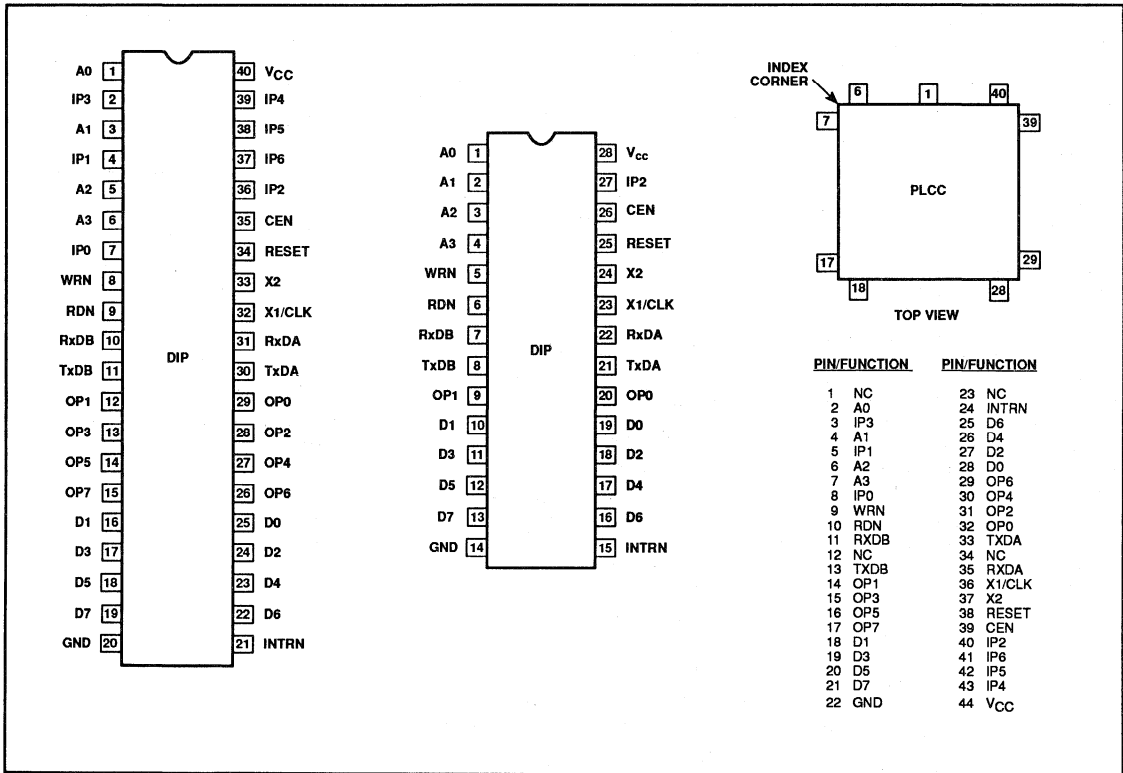 A0 1 40 VCC
IP3 2 39 IP4
A1 3 38 IP5
IP1 4 37 IP6
A2 5 36 IP2
A3 6 35 CEN
IP0 7 34 RESET
WRN 8 33 X2
RDN 9 32 X1/CLK
RxDB 10 31 RxDA
DIP
TxDB 11 30 TxDA
OP1 12 29 OP0
OP3 13 28 OP2
OP5 14 27 OP4
OP7 15 26 OP6
D1 16 25 D0
D3 17 24 D2
D5 18 23 D4
D7 19 22 D6
GND 20 21 INTRN
A0 1 28 Vcc
A1 2 27 IP2
A2 3 26 CEN
A3 4 25 RESET
WRN 5 24 X2
RDN 6 23 X1/CLK
RxDB 7 22 RxDA
DIP
TxDB 8 21 TxDA
OP1 9 20 OP0
D1 10 19 D0
D3 11 18 D2
D5 12 17 D4
D7 13 16 D6
GND 14 15 INTRN
INDEX
CORNER
6 1 40
7 39
PLCC
17 29
18 28
TOP VIEW
PIN/FUNCTION PIN/FUNCTION
1 NC 23 NC
2 A0 24 INTRN
3 IP3 25 D6
4 A1 26 D4
5 IP1 27 D2
6 A2 28 D0
7 A3 29 OP6
8 IP0 30 OP4
9 WRN 31 OP2
10 RDN 32 OP0
11 RXDB 33 TXDA
12 NC 34 NC
13 TXDB 35 RXDA
14 OP1 36 X1/CLK
15 OP3 37 X2
16 OP5 38 RESET
17 OP7 39 CEN
18 D1 40 IP2
19 D3 41 IP6
20 D5 42 IP5
21 D7 43 IP4
22 GND 44 VCC